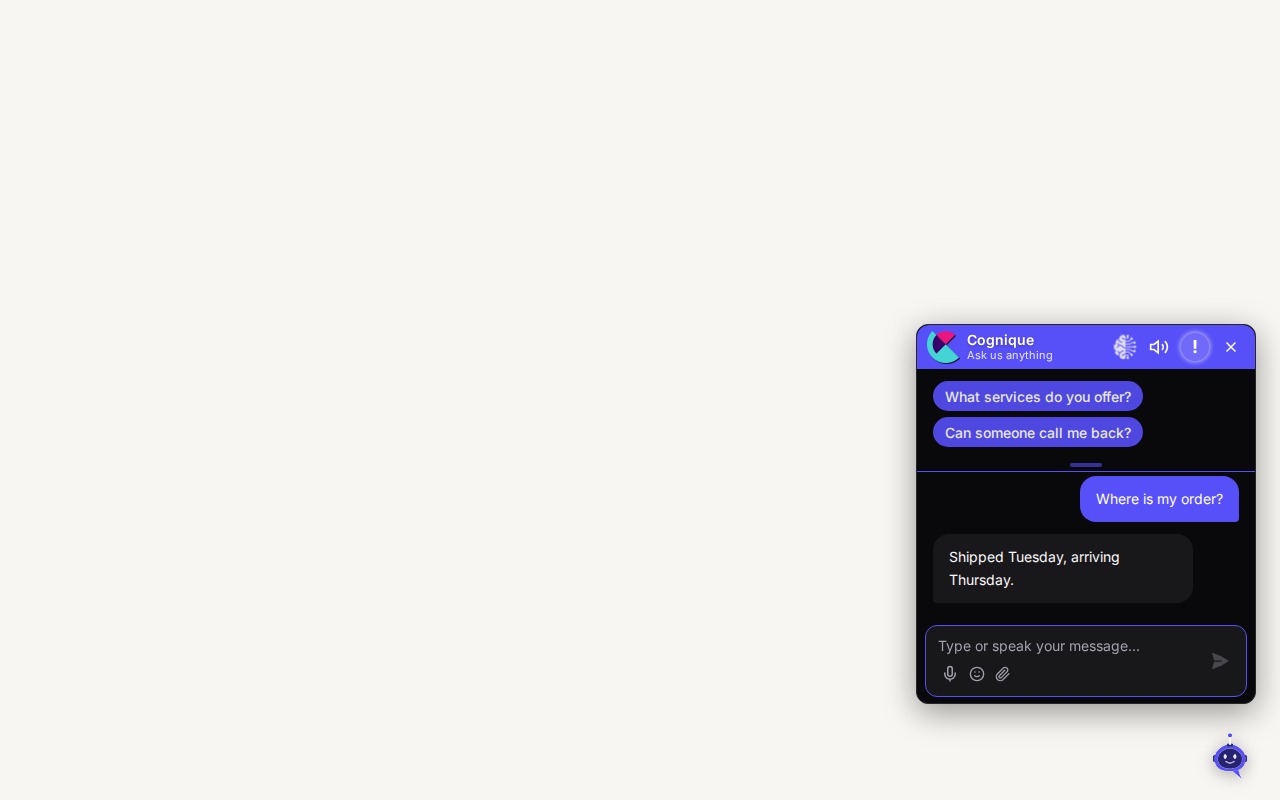 Cognique
Ask us anything
!
What services do you offer?
Can someone call me back?
Where is my order?
Shipped Tuesday, arriving
Thursday.
Type or speak your message...